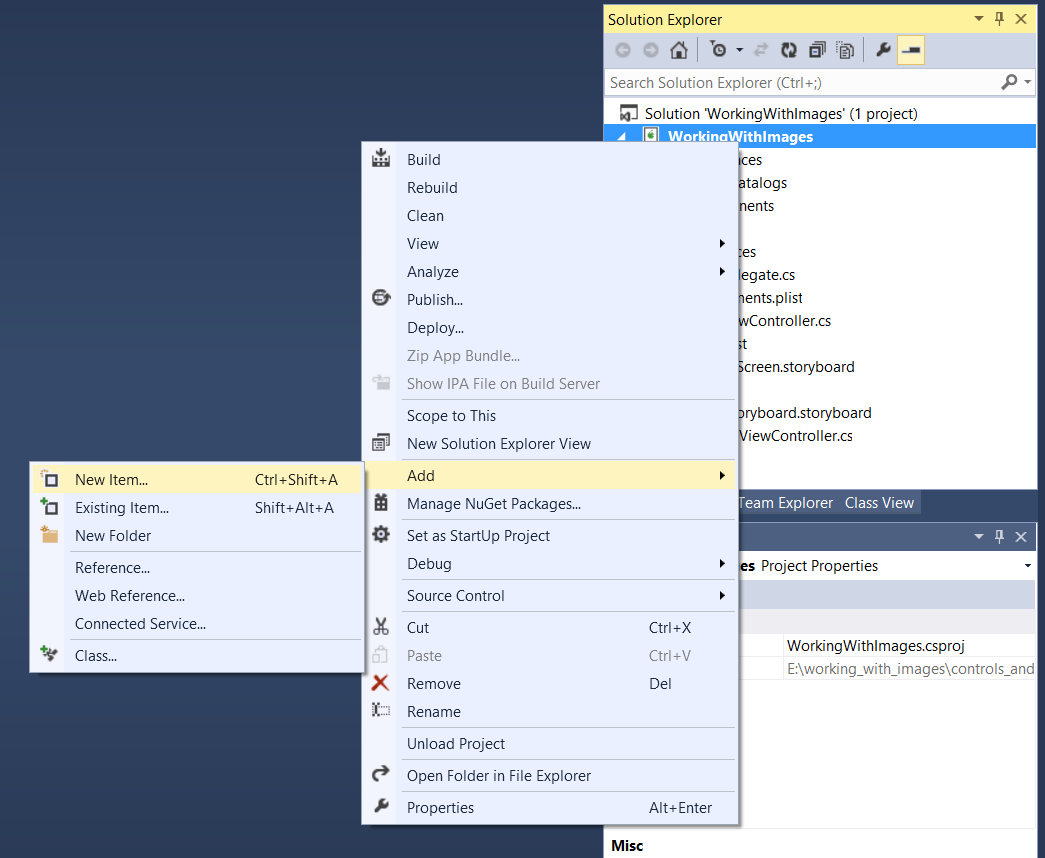 Solution Explorer
Search Solution Explorer (Ctrl+;)
Solution 'WorkingWithImages' (1 project)
WorkingWithImages
Build
Rebuild
Clean
View
Analyze
Publish...
Deploy...
Zip App Bundle...
Show IPA File on Build Server
Scope to This
New Solution Explorer View
Add
Manage NuGet Packages...
Set as StartUp Project
Debug
Source Control
Cut Ctrl+X
Paste Ctrl+V
Remove Del
Rename
Unload Project
Open Folder in File Explorer
Properties Alt+Enter
New Item... Ctrl+Shift+A
Existing Item... Shift+Alt+A
New Folder
Reference...
Web Reference...
Connected Service...
Class...
ces
atalogs
nents
ces
legate.cs
nents.plist
wController.cs
st
Screen.storyboard
oryboard.storyboard
ViewController.cs
Team Explorer Class View
es Project Properties
WorkingWithImages.csproj
E:\working_with_images\controls_and
Misc